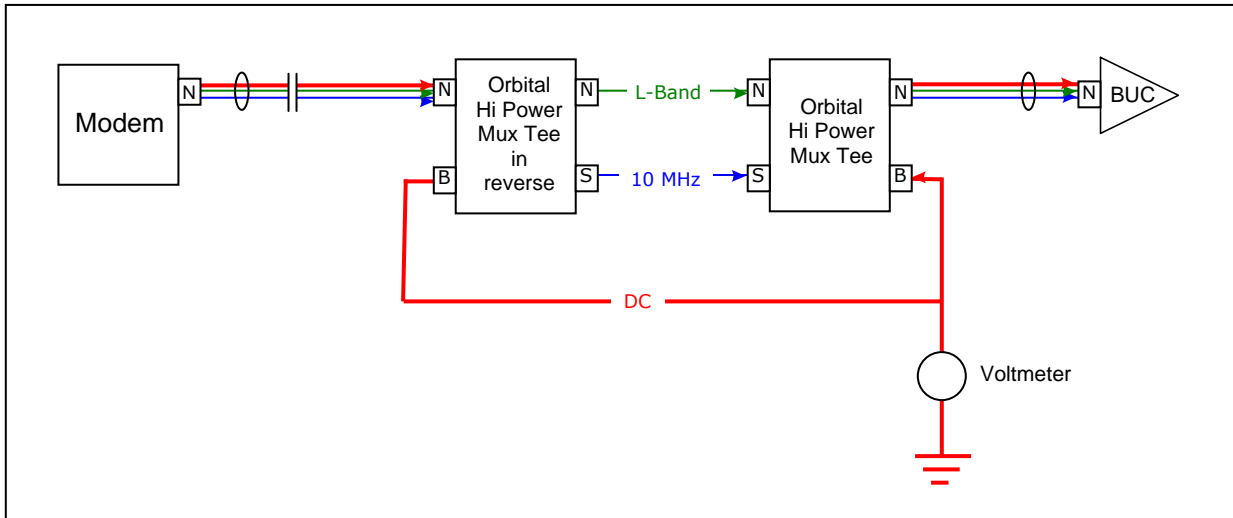 Modem
N
N
Orbital
Hi Power
Mux Tee
in
reverse
B
N
S
L-Band
10 MHz
N
S
Orbital
Hi Power
Mux Tee
N
B
N
BUC
DC
Voltmeter